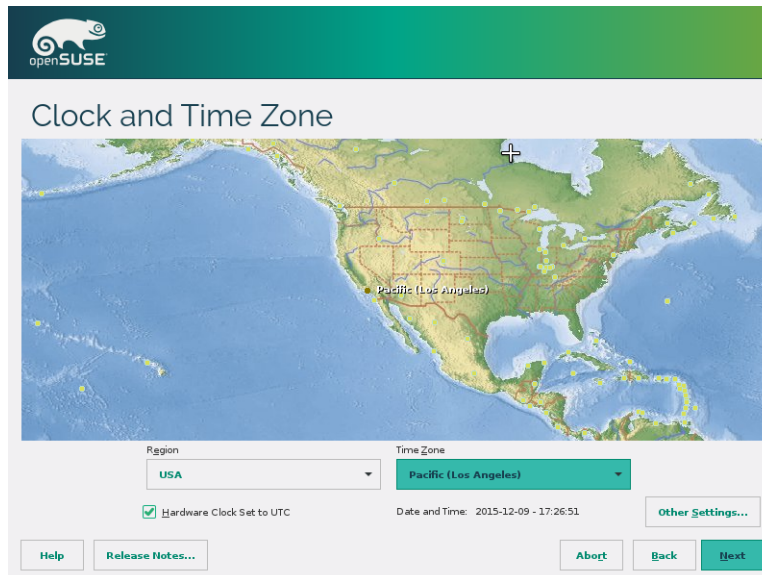 openSUSE
Clock and Time Zone
Pacific (Los Angeles)
Region
Time Zone
USA
Pacific (Los Angeles)
Hardware Clock Set to UTC
Date and Time: 2015-12-09 - 17:26:51
Other Settings...
Help
Release Notes...
Abort
Back
Next